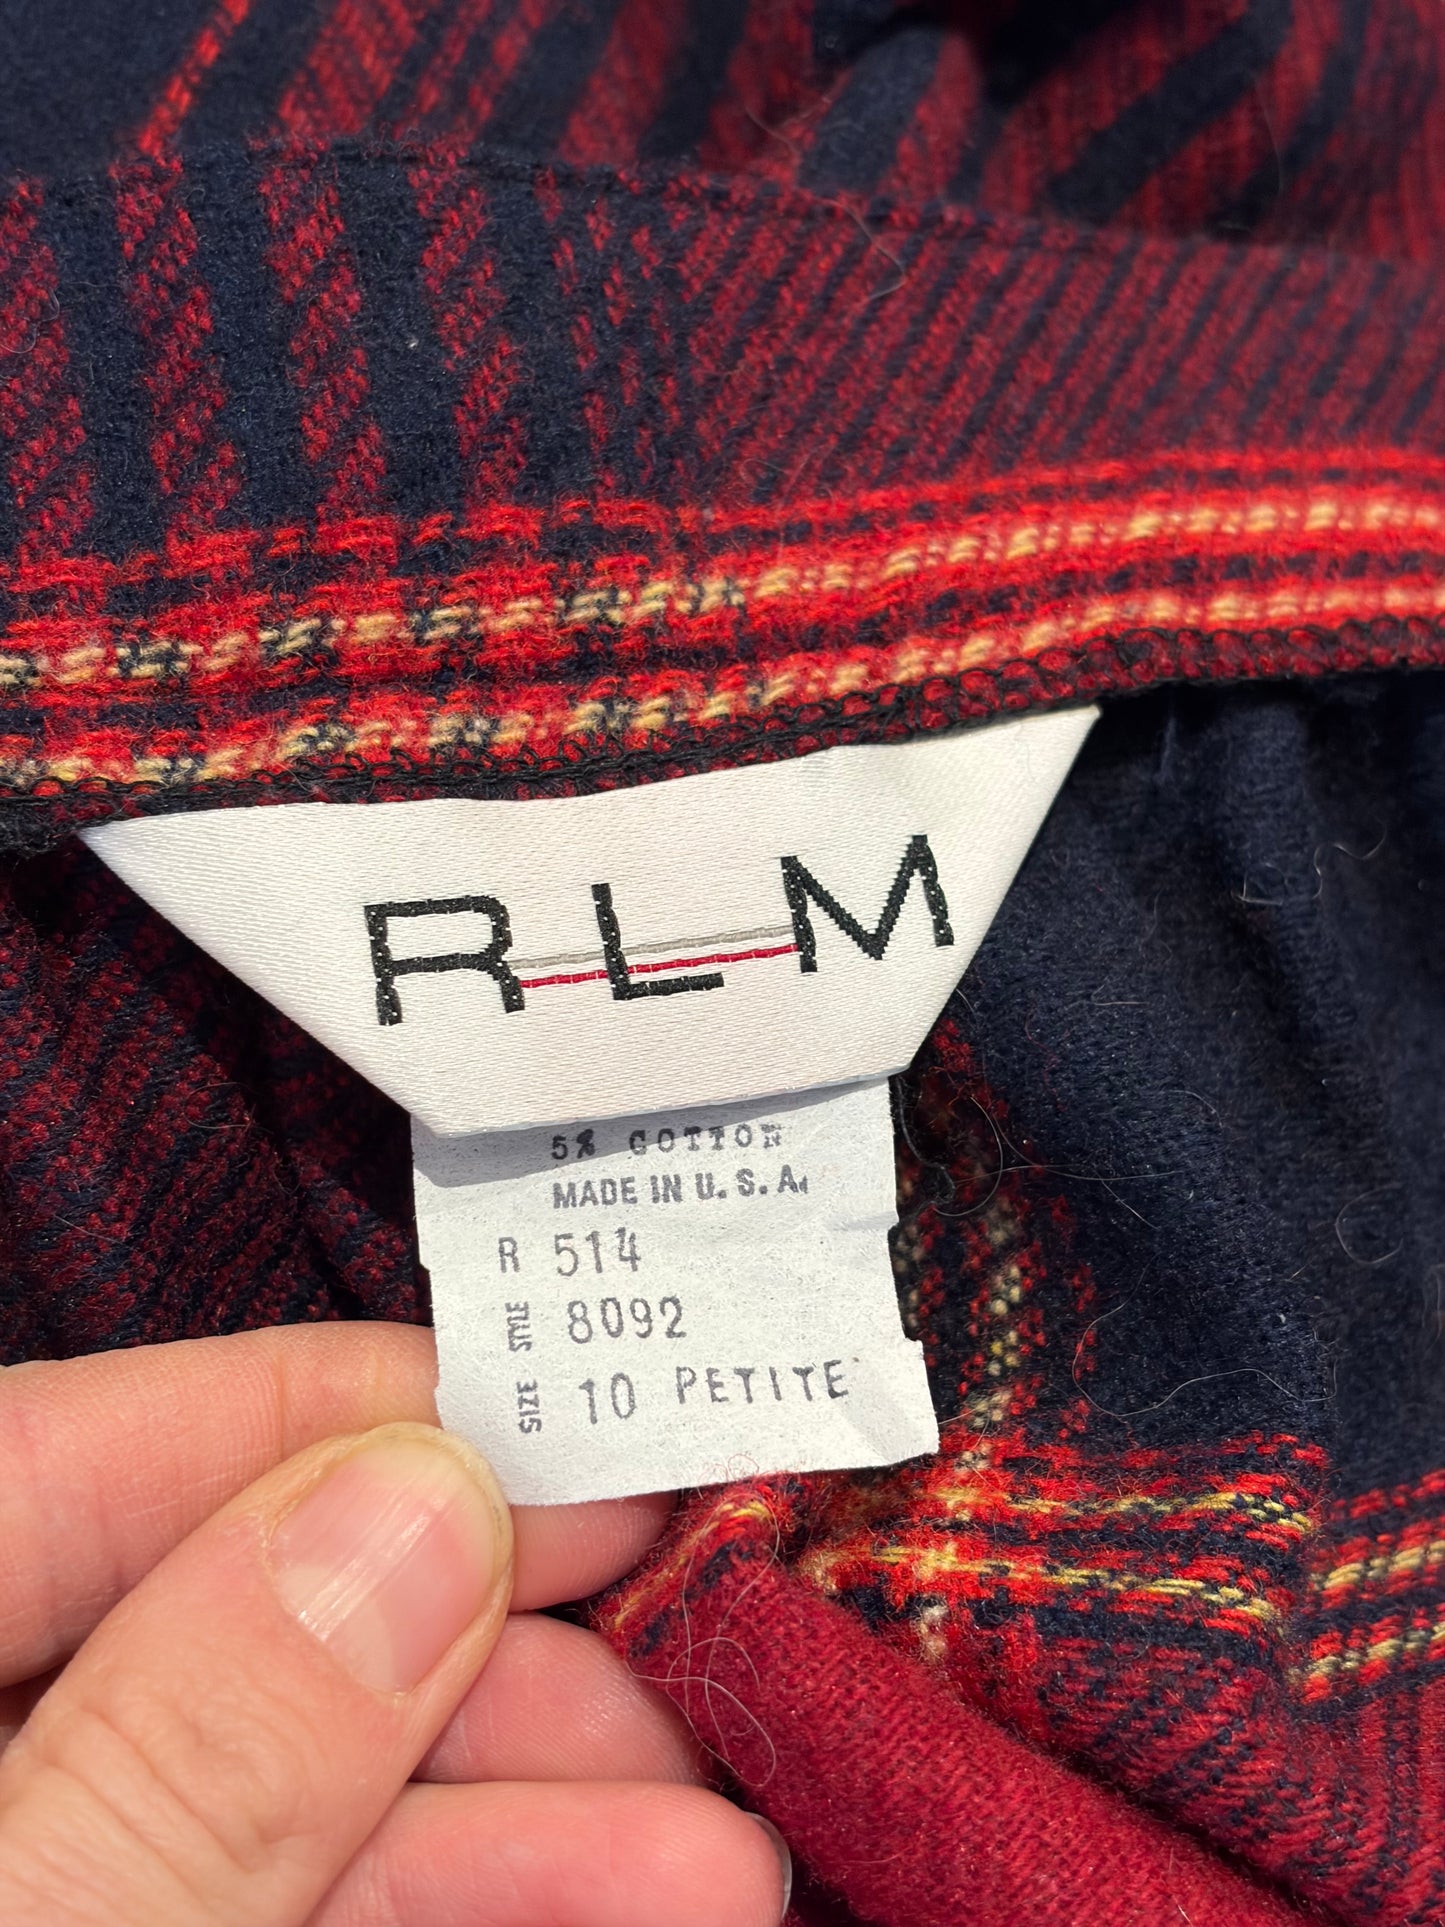 RLM
5% COTTON
MADE IN U.S.A.
R 514
STYLE 8092
SIZE 10 PETITE